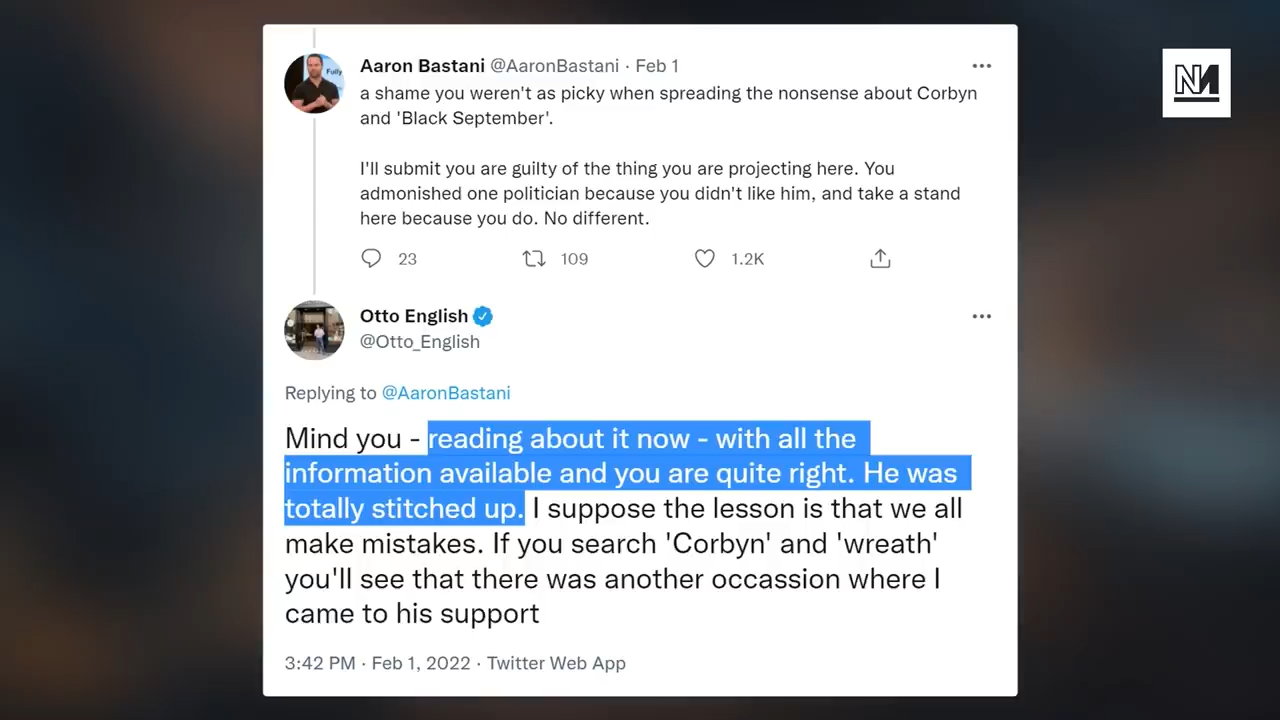 Aaron Bastani @AaronBastani · Feb 1
a shame you weren't as picky when spreading the nonsense about Corbyn
and 'Black September'.
I'll submit you are guilty of the thing you are projecting here. You
admonished one politician because you didn't like him, and take a stand
here because you do. No different.
23 109 1.2K
Otto English
@Otto_English
Replying to @AaronBastani
Mind you - reading about it now - with all the
information available and you are quite right. He was
totally stitched up. I suppose the lesson is that we all
make mistakes. If you search 'Corbyn' and 'wreath'
you'll see that there was another occassion where I
came to his support
3:42 PM · Feb 1, 2022 · Twitter Web App
NM
Fully